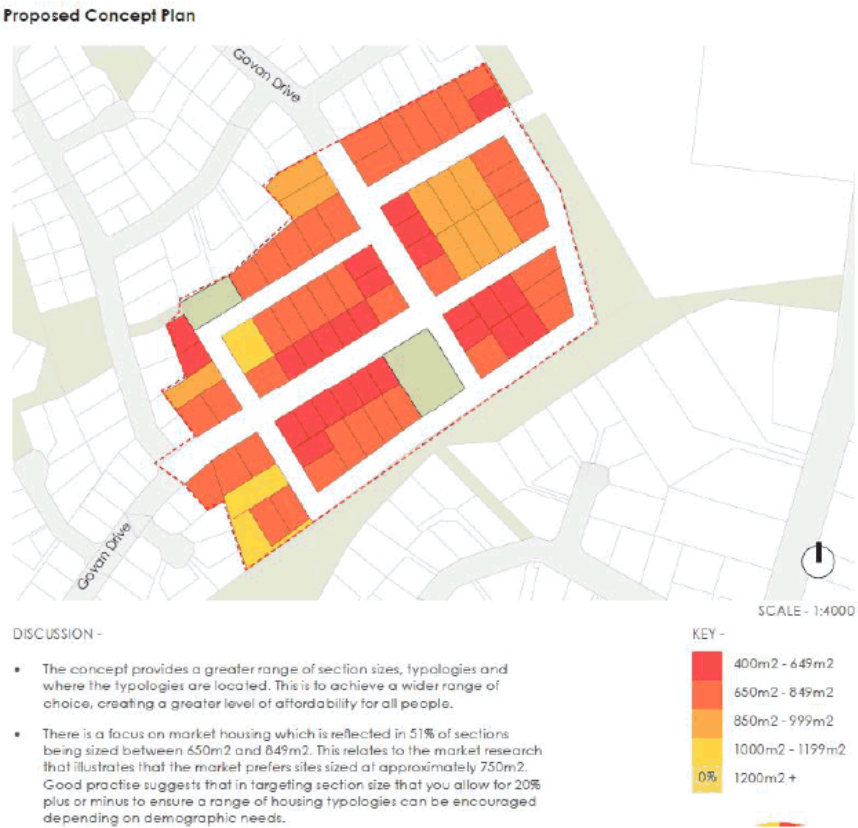 Proposed Concept Plan
Govan Drive
Govan Drive
SCALE - 1:4000
DISCUSSION -
• The concept provides a greater range of section sizes, typologies and
where the typologies are located. This is to achieve a wider range of
choice, creating a greater level of affordability for all people.
• There is a focus on market housing which is reflected in 51% of sections
being sized between 650m2 and 849m2. This relates to the market research
that illustrates that the market prefers sites sized at approximately 750m2.
Good practise suggests that in targeting section size that you allow for 20%
plus or minus to ensure a range of housing typologies can be encouraged
depending on demographic needs.
KEY -
400m2 - 649m2
650m2 - 849m2
850m2 - 999m2
1000m2 - 1199m2
0% 1200m2 +